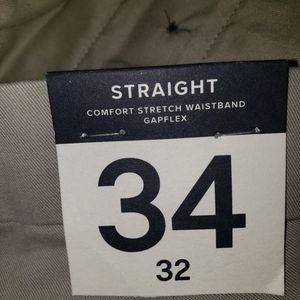 STRAIGHT
COMFORT STRETCH WAISTBAND
GAPFLEX
34
32